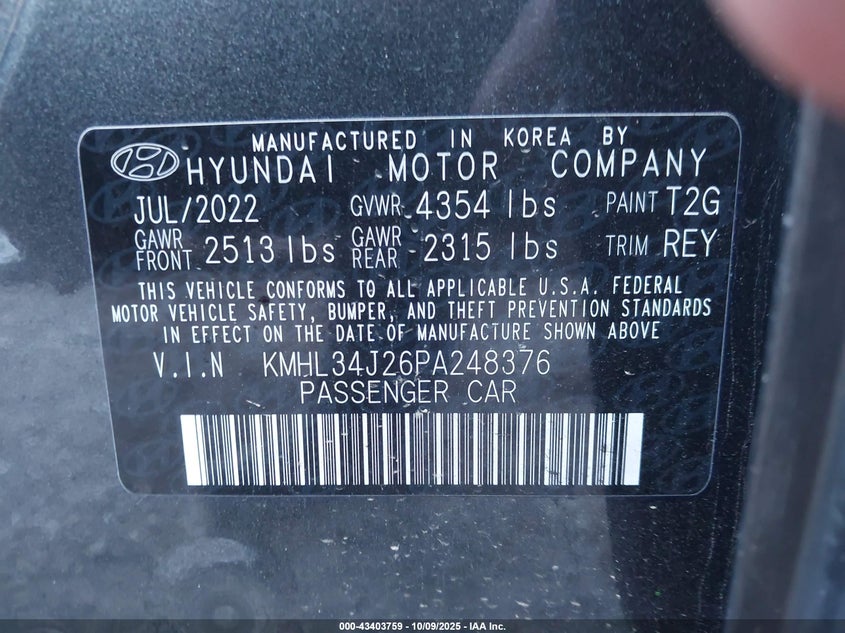 MANUFACTURED IN KOREA BY
HYUNDAI MOTOR COMPANY
JUL/2022 GVWR 4354 lbs PAINT T2G
GAWR FRONT 2513 lbs GAWR REAR 2315 lbs TRIM REY
THIS VEHICLE CONFORMS TO ALL APPLICABLE U.S.A. FEDERAL
MOTOR VEHICLE SAFETY, BUMPER, AND THEFT PREVENTION STANDARDS
IN EFFECT ON THE DATE OF MANUFACTURE SHOWN ABOVE
V.I.N KMHL34J26PA248376
PASSENGER CAR
000-43403759 - 10/09/2025 - IAA Inc.